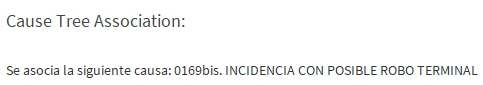 Cause Tree Association:
Se asocia la siguiente causa: 0169bis. INCIDENCIA CON POSIBLE ROBO TERMINAL